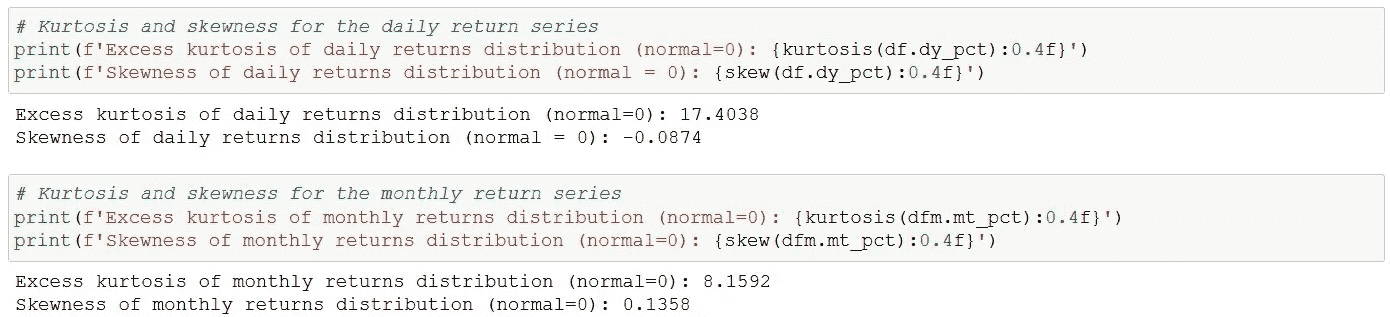 # Kurtosis and skewness for the daily return series
print(f'Excess kurtosis of daily returns distribution (normal=0): {kurtosis(df.dy_pct):0.4f}')
print(f'Skewness of daily returns distribution (normal = 0): {skew(df.dy_pct):0.4f}')
Excess kurtosis of daily returns distribution (normal=0): 17.4038
Skewness of daily returns distribution (normal = 0): -0.0874
# Kurtosis and skewness for the monthly return series
print(f'Excess kurtosis of monthly returns distribution (normal=0): {kurtosis(dfm.mt_pct):0.4f}')
print(f'Skewness of monthly returns distribution (normal=0): {skew(dfm.mt_pct):0.4f}')
Excess kurtosis of monthly returns distribution (normal=0): 8.1592
Skewness of monthly returns distribution (normal=0): 0.1358